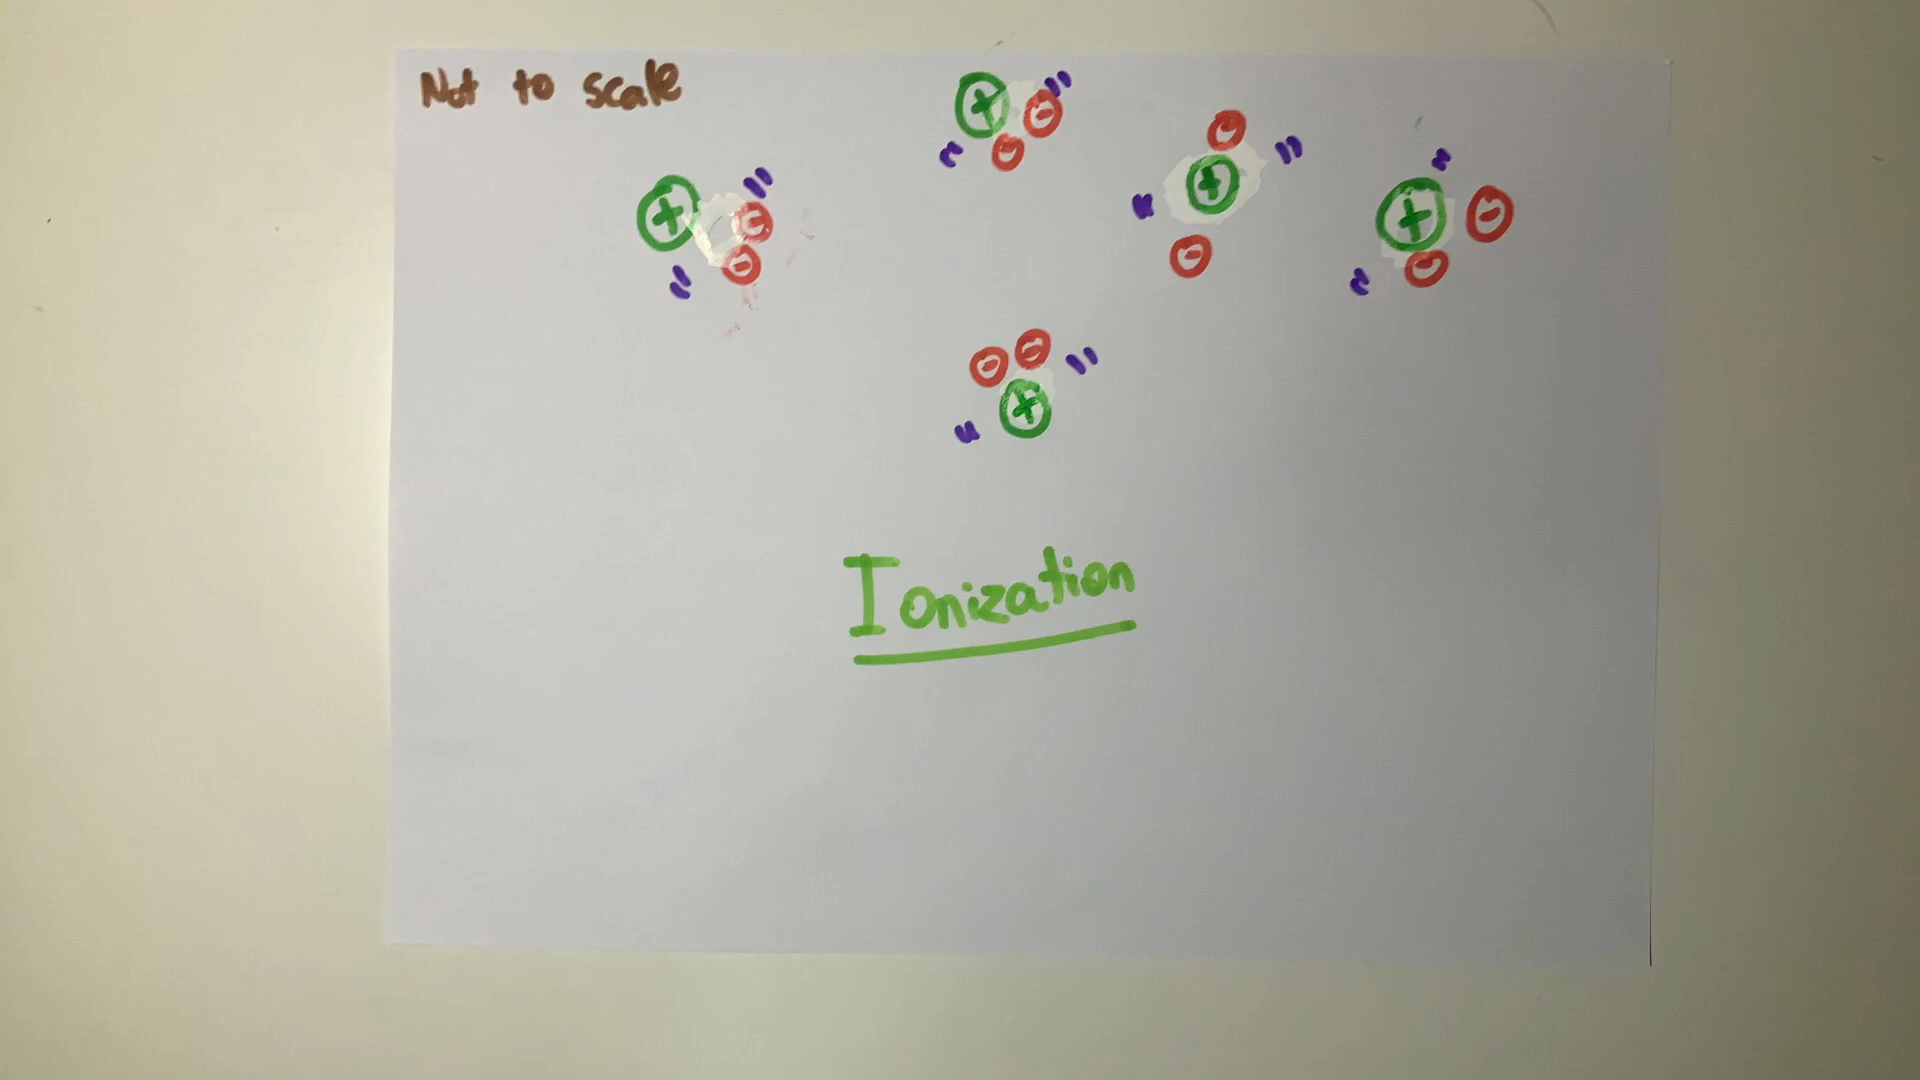 Not to scale
+ - -
+ - -
+ - -
+ - -
- - +
Ionization